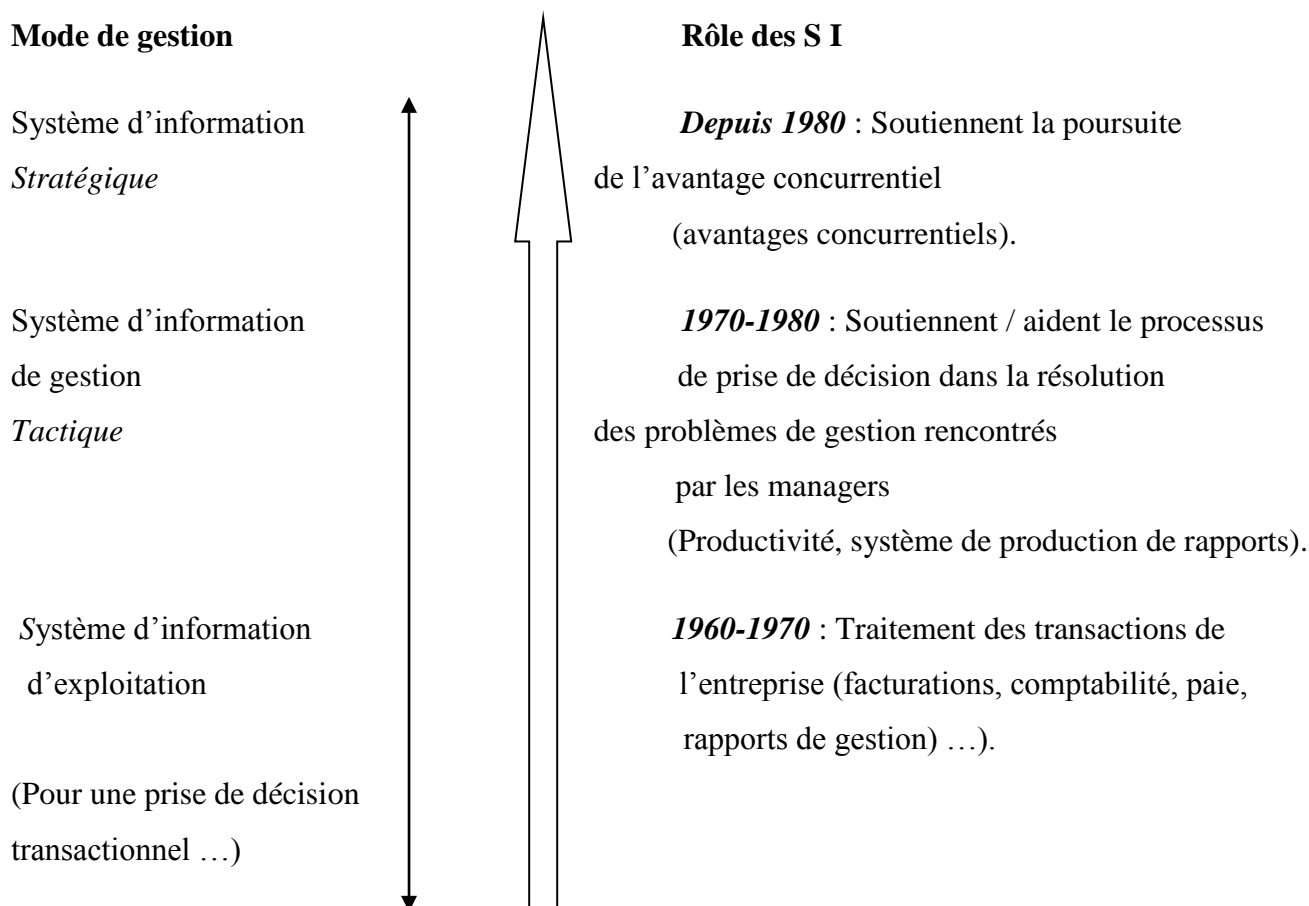 Mode de gestion Rôle des S I
Système d’information Depuis 1980 : Soutiennent la poursuite
Stratégique de l’avantage concurrentiel
(avantages concurrentiels).
Système d’information 1970-1980 : Soutiennent / aident le processus
de gestion de prise de décision dans la résolution
Tactique des problèmes de gestion rencontrés
par les managers
(Productivité, système de production de rapports).
Système d’information 1960-1970 : Traitement des transactions de
d’exploitation l’entreprise (facturations, comptabilité, paie,
rapports de gestion) …).
(Pour une prise de décision
transactionnel …)